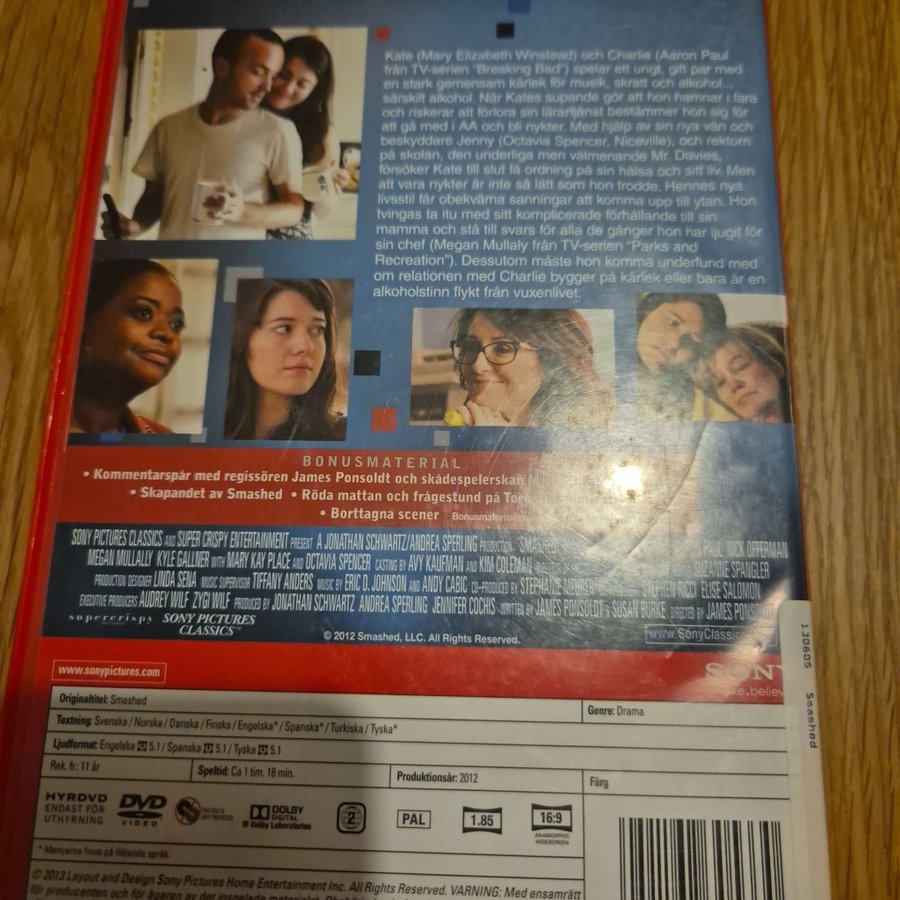 Kate (Mary Elizabeth Winstead) och Charlie (Aaron Paul
från TV-serien "Breaking Bad") spelar ett ungt, gift par med
en stark gemensam kärlek för musik, skratt och alkohol...
särskilt alkohol. När Kates supande gör att hon hamnar i fara
och riskerar att förlora sin lärartjänst bestämmer hon sig för
att gå med i AA och bli nykter. Med hjälp av sin nya vän och
beskyddare Jenny (Octavia Spencer, Niceville), och rektorn
på skolan, den underliga men välmenande Mr. Davies,
försöker Kate till slut få ordning på sin hälsa och sitt liv. Men
att vara nykter är inte så lätt som hon trodde. Hennes nya
livsstil får obekväma sanningar att komma upp till ytan. Hon
tvingas ta itu med sitt komplicerade förhållande till sin
mamma och stå till svars för alla de gånger hon har ljugit för
sin chef (Megan Mullaly från TV-serien "Parks and
Recreation"). Dessutom måste hon komma underfund med
om relationen med Charlie bygger på kärlek eller bara är en
alkoholstinn flykt från vuxenlivet.
BONUSMATERIAL
• Kommentarspår med regissören James Ponsoldt och skådespelerskan
• Skapandet av Smashed • Röda mattan och frågestund på
• Borttagna scener
SONY PICTURES CLASSICS AND SUPER CRISPY ENTERTAINMENT PRESENT A JONATHAN SCHWARTZ/ANDREA SPERLING PRODUCTION "SMASHED" PAUL NICK OFFERMAN
MEGAN MULLALLY KYLE GALLNER WITH MARY KAY PLACE AND OCTAVIA SPENCER CASTING BY AVY KAUFMAN AND KIM COLEMAN SUZANNE SPANGLER
PRODUCTION DESIGNER LINDA SENA MUSIC SUPERVISOR TIFFANY ANDERS MUSIC BY ERIC D. JOHNSON AND ANDY CABIC CO-PRODUCED BY STEPHANIE MEURER STEPHEN RICCI ELISE SALOMON
EXECUTIVE PRODUCERS AUDREY WILF ZYGI WILF PRODUCED BY JONATHAN SCHWARTZ ANDREA SPERLING JENNIFER COCHIS WRITTEN BY JAMES PONSOLDT & SUSAN BURKE DIRECTED BY JAMES
supercrispy SONY PICTURES
CLASSICS™
© 2012 Smashed, LLC. All Rights Reserved.
www.sonypictures.com
130605 Smashed
Originaltitel: Smashed
Genre: Drama
Textning: Svenska / Norska / Danska / Finska / Engelska* / Spanska* / Turkiska / Tyska*
Ljudformat: Engelska 5.1 / Spanska 5.1 / Tyska 5.1
Rek. fr.: 11 år
Speltid: Ca 1 tim. 18 min.
Produktionsår: 2012
Färg
HYRDVD
ENDAST FÖR
UTHYRNING
DVD
VIDEO
DOLBY
DIGITAL
© Dolby Laboratories
2
PAL
1.85
16:9
ANAMORPHIC
WIDESCREEN
* Menyerna finns på följande språk.
© 2013 Layout and Design Sony Pictures Home Entertainment Inc. All Rights Reserved. VARNING: Med ensamrätt